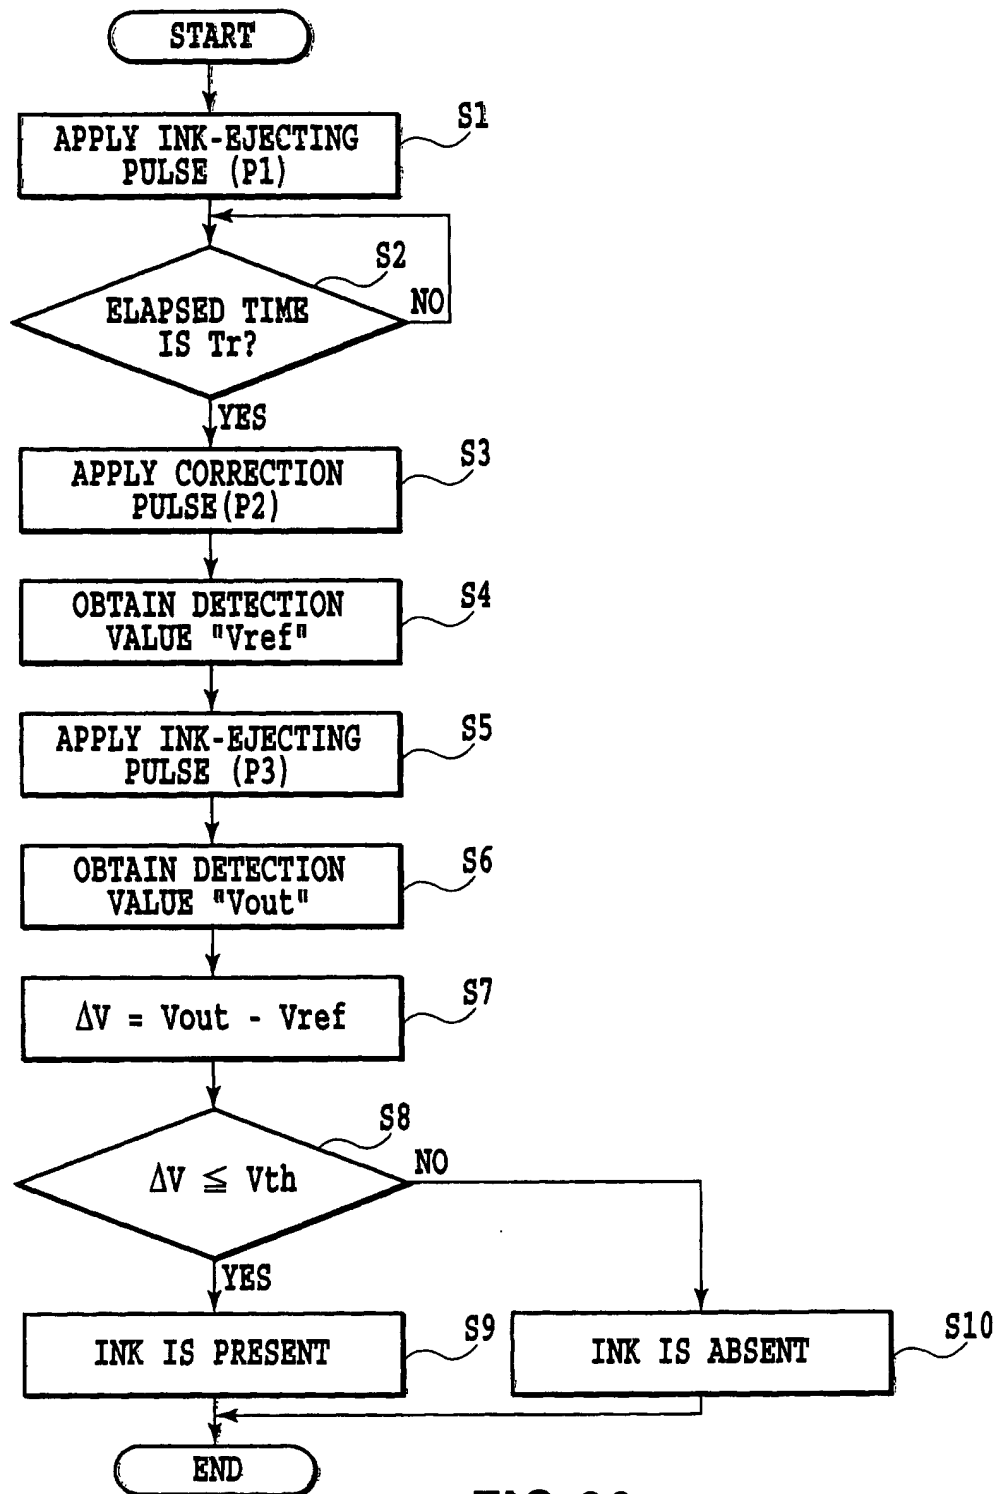 START
S1
APPLY INK-EJECTING
PULSE (P1)
S2
ELAPSED TIME
IS Tr?
NO
YES
S3
APPLY CORRECTION
PULSE(P2)
S4
OBTAIN DETECTION
VALUE "Vref"
S5
APPLY INK-EJECTING
PULSE (P3)
S6
OBTAIN DETECTION
VALUE "Vout"
S7
ΔV = Vout - Vref
S8
ΔV ≦ Vth
NO
YES
S9
INK IS PRESENT
S10
INK IS ABSENT
END